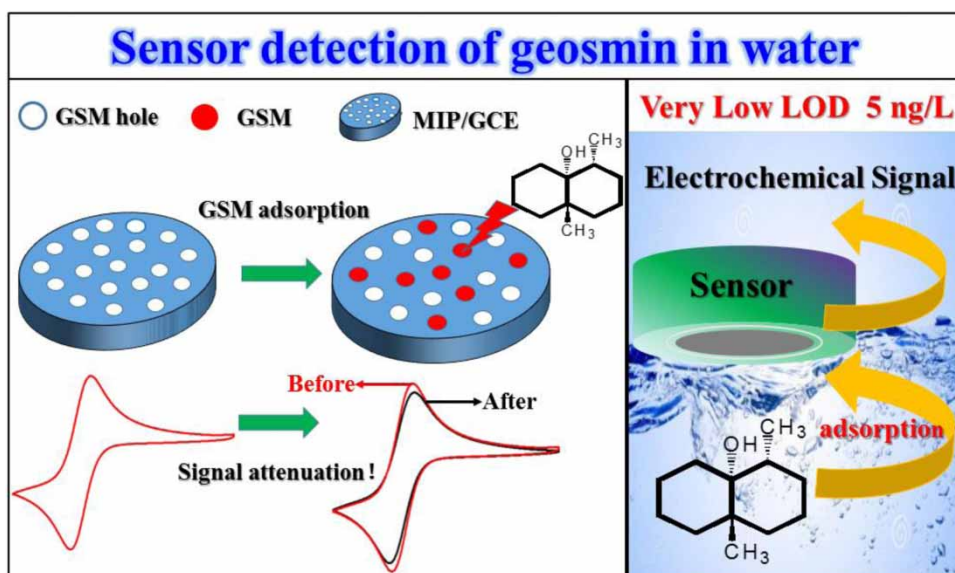 Sensor detection of geosmin in water
GSM hole
GSM
MIP/GCE
OH
CH₃
CH₃
GSM adsorption
Before
After
Signal attenuation!
Very Low LOD 5 ng/L
Electrochemical Signal
Sensor
adsorption
OH
CH₃
CH₃